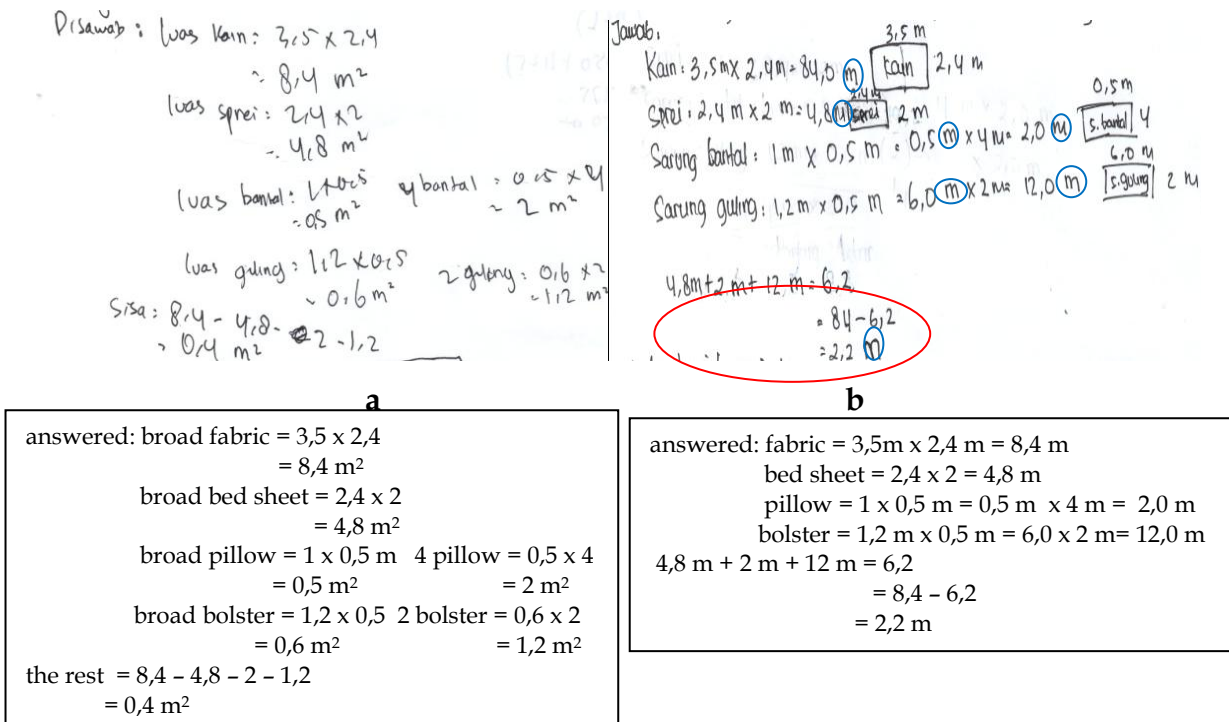 Disawab : luas kain = 3,5 x 2,4
= 8,4 m²
luas sprei = 2,4 x 2
= 4,8 m²
luas bantal = 1 x 0,5 4 bantal = 0,5 x 4
= 0,5 m² = 2 m²
luas guling = 1,2 x 0,5 2 guling = 0,6 x 2
= 0,6 m² = 1,2 m²
Sisa = 8,4 - 4,8 - 2 - 1,2
= 0,4 m²
Jawab.
3,5 m
Kain : 3,5 m x 2,4 m = 84,0 m kain 2,4 m
2,4 m
Sprei : 2,4 m x 2 m = 4,8 m sprei 2 m
0,5 m
Sarung bantal : 1 m x 0,5 m = 0,5 m x 4 m = 2,0 m s. bantal 4
6,0 m
Sarung guling : 1,2 m x 0,5 m = 6,0 m x 2 m = 12,0 m s. guling 2 m
4,8 m + 2 m + 12 m = 6,2
= 84 - 6,2
= 2,2 m
a
b
answered: broad fabric = 3,5 x 2,4
= 8,4 m²
broad bed sheet = 2,4 x 2
= 4,8 m²
broad pillow = 1 x 0,5 m 4 pillow = 0,5 x 4
= 0,5 m² = 2 m²
broad bolster = 1,2 x 0,5 2 bolster = 0,6 x 2
= 0,6 m² = 1,2 m²
the rest = 8,4 – 4,8 – 2 – 1,2
= 0,4 m²
answered: fabric = 3,5m x 2,4 m = 8,4 m
bed sheet = 2,4 x 2 = 4,8 m
pillow = 1 x 0,5 m = 0,5 m x 4 m = 2,0 m
bolster = 1,2 m x 0,5 m = 6,0 x 2 m= 12,0 m
4,8 m + 2 m + 12 m = 6,2
= 8,4 – 6,2
= 2,2 m